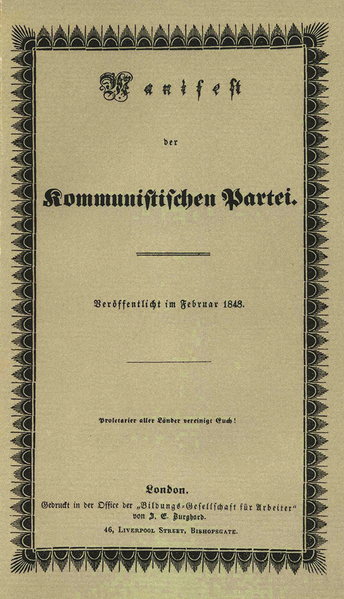 Manifest
der
Kommunistischen Partei.
Veröffentlicht im Februar 1848.
Proletarier aller Länder vereinigt Euch!
London.
Gedruckt in der Office der „Bildungs-Gesellschaft für Arbeiter“
von J. E. Burghard.
46, Liverpool Street, Bishopsgate.